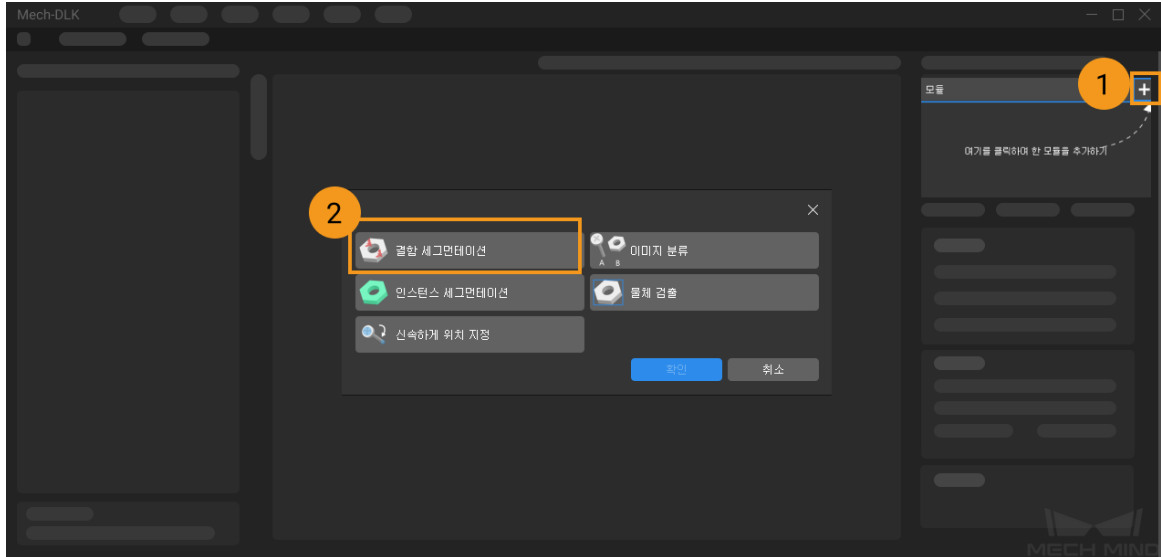 Mech-DLK
1
모듈
여기를 클릭하여 한 모듈을 추가하기
2
결함 세그먼테이션
이미지 분류
A B
인스턴스 세그먼테이션
물체 검출
신속하게 위치 지정
확인
취소
MECH MIND